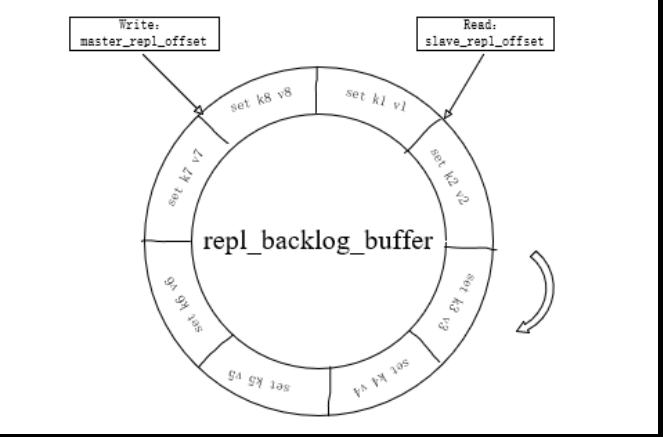 Write:
master_repl_offset
Read:
slave_repl_offset
set k8 v8
set k1 v1
set k7 v7
set k2 v2
repl_backlog_buffer
set k6 v6
set k3 v3
set k5 v5
set k4 v4